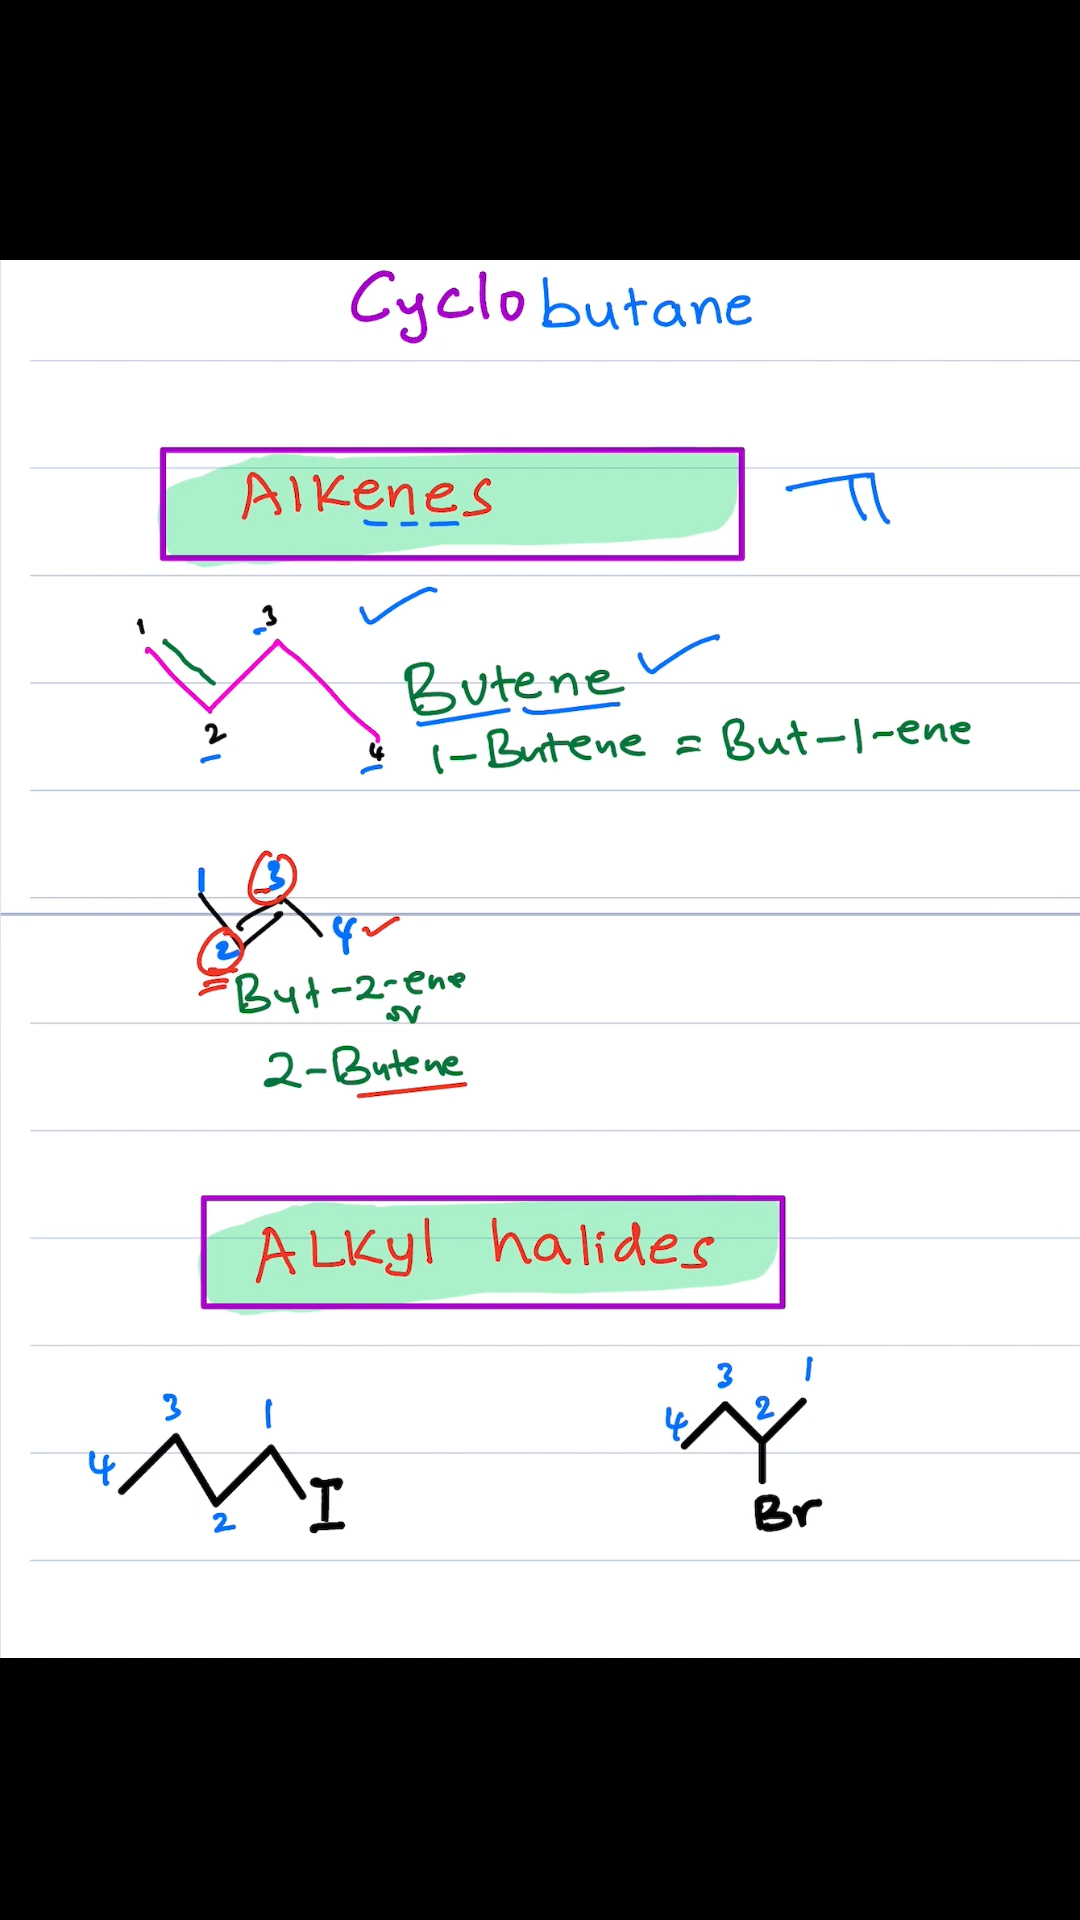 Cyclobutane
Alkenes π
1 3
2 4
Butene
1-Butene = But-1-ene
1 3
2 4
But-2-ene
or
2-Butene
ALKyl halides
3 1 3 1
4 4 2
2 I Br